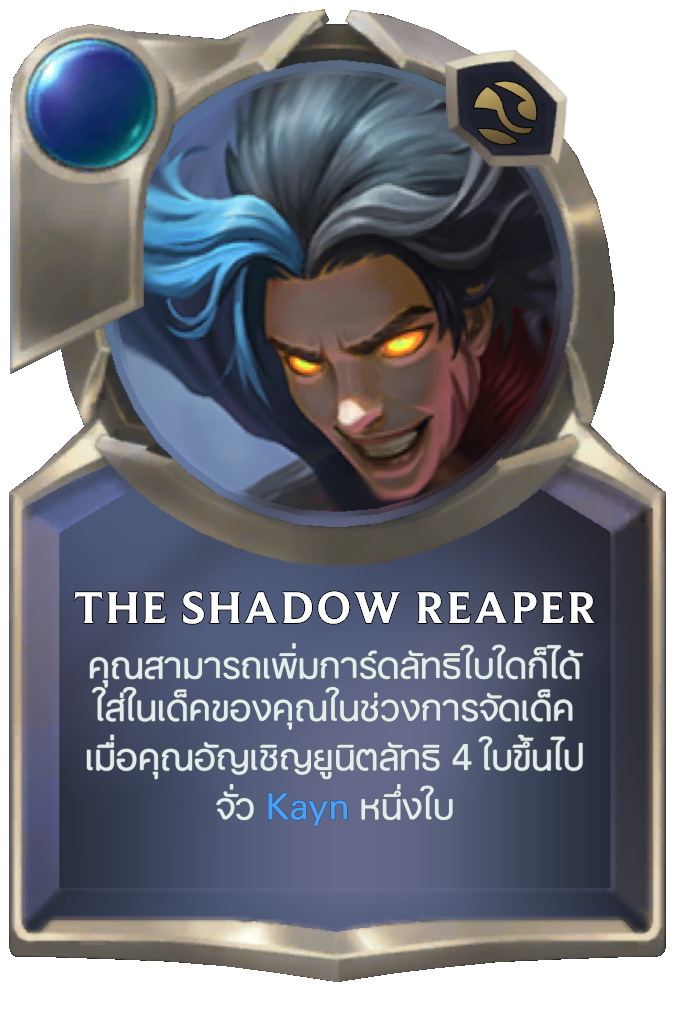 THE SHADOW REAPER
คุณสามารถเพิ่มการ์ดลัทธิใบใดก็ได้
ใส่ในเด็คของคุณในช่วงการจัดเด็ค
เมื่อคุณอัญเชิญยูนิตลัทธิ 4 ใบขึ้นไป
จั่ว Kayn หนึ่งใบ